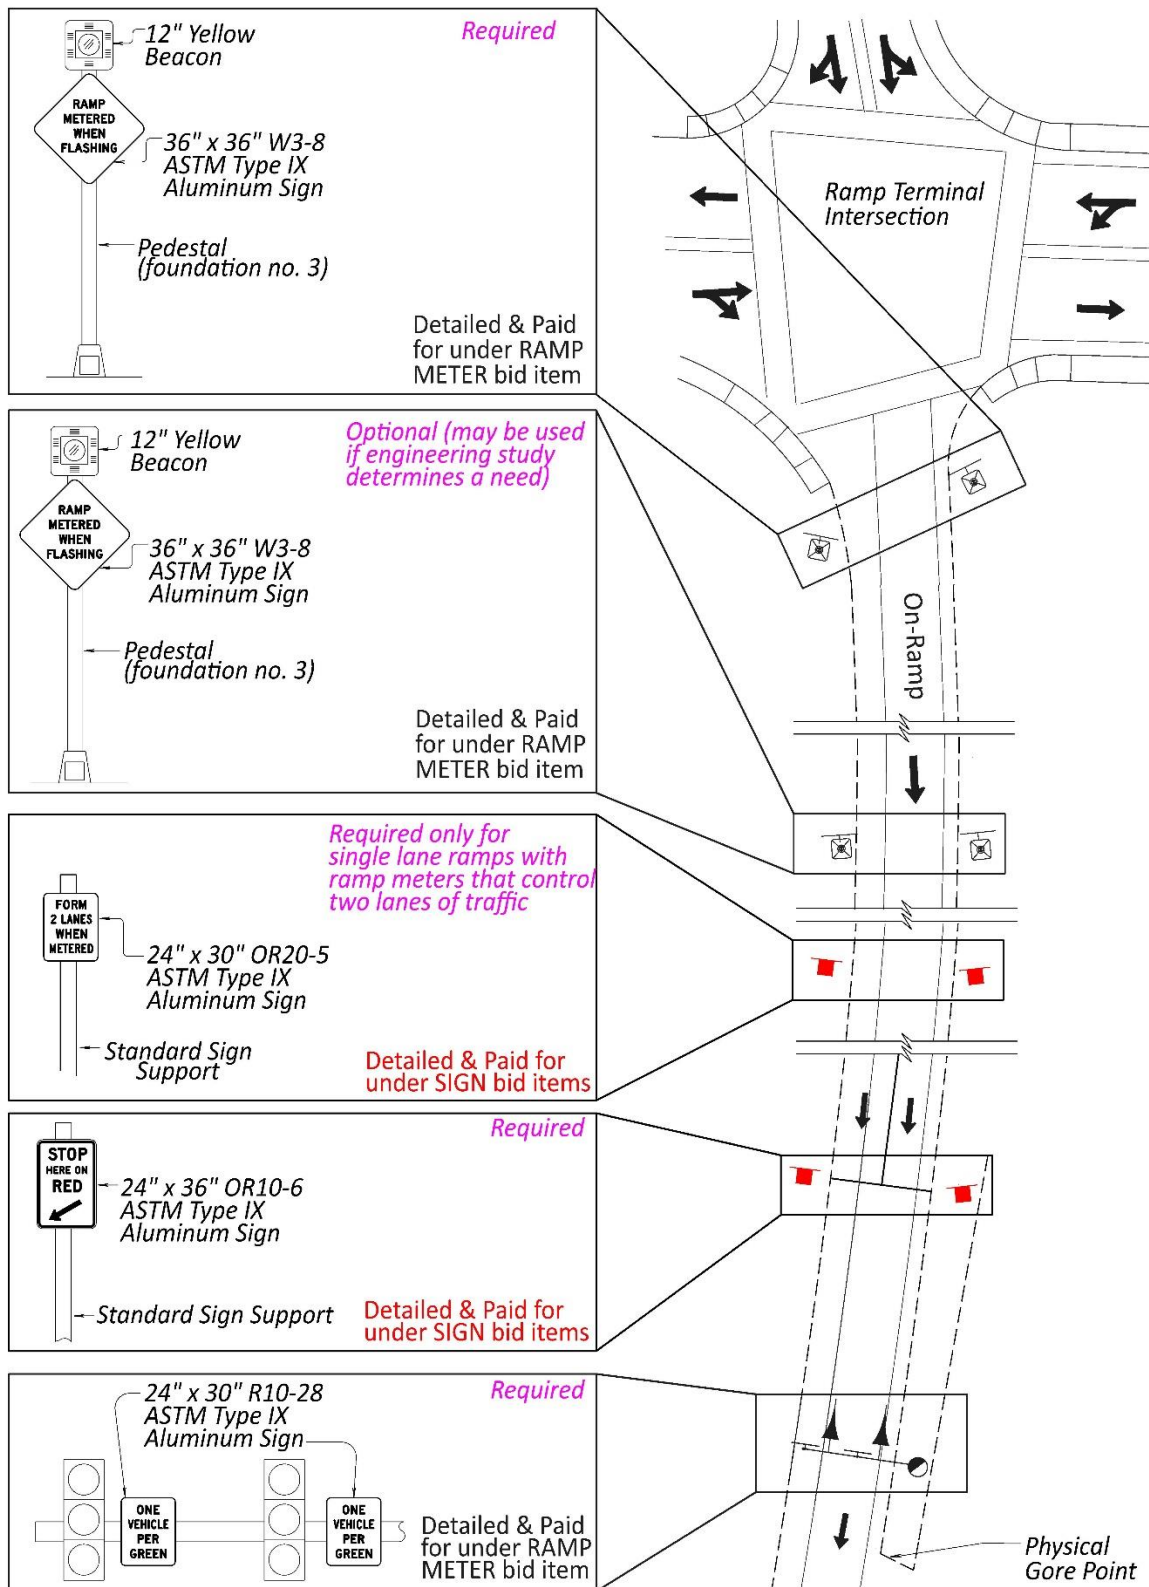 12" Yellow
Beacon
Required
RAMP
METERED
WHEN
FLASHING
36" x 36" W3-8
ASTM Type IX
Aluminum Sign
Pedestal
(foundation no. 3)
Detailed & Paid
for under RAMP
METER bid item
Ramp Terminal
Intersection
12" Yellow
Beacon
Optional (may be used
if engineering study
determines a need)
RAMP
METERED
WHEN
FLASHING
36" x 36" W3-8
ASTM Type IX
Aluminum Sign
Pedestal
(foundation no. 3)
Detailed & Paid
for under RAMP
METER bid item
On-Ramp
Required only for
single lane ramps with
ramp meters that control
two lanes of traffic
FORM
2 LANES
WHEN
METERED
24" x 30" OR20-5
ASTM Type IX
Aluminum Sign
Standard Sign
Support
Detailed & Paid for
under SIGN bid items
Required
STOP
HERE ON
RED
24" x 36" OR10-6
ASTM Type IX
Aluminum Sign
Standard Sign Support
Detailed & Paid for
under SIGN bid items
Required
24" x 30" R10-28
ASTM Type IX
Aluminum Sign
ONE
VEHICLE
PER
GREEN
ONE
VEHICLE
PER
GREEN
Detailed & Paid
for under RAMP
METER bid item
Physical
Gore Point